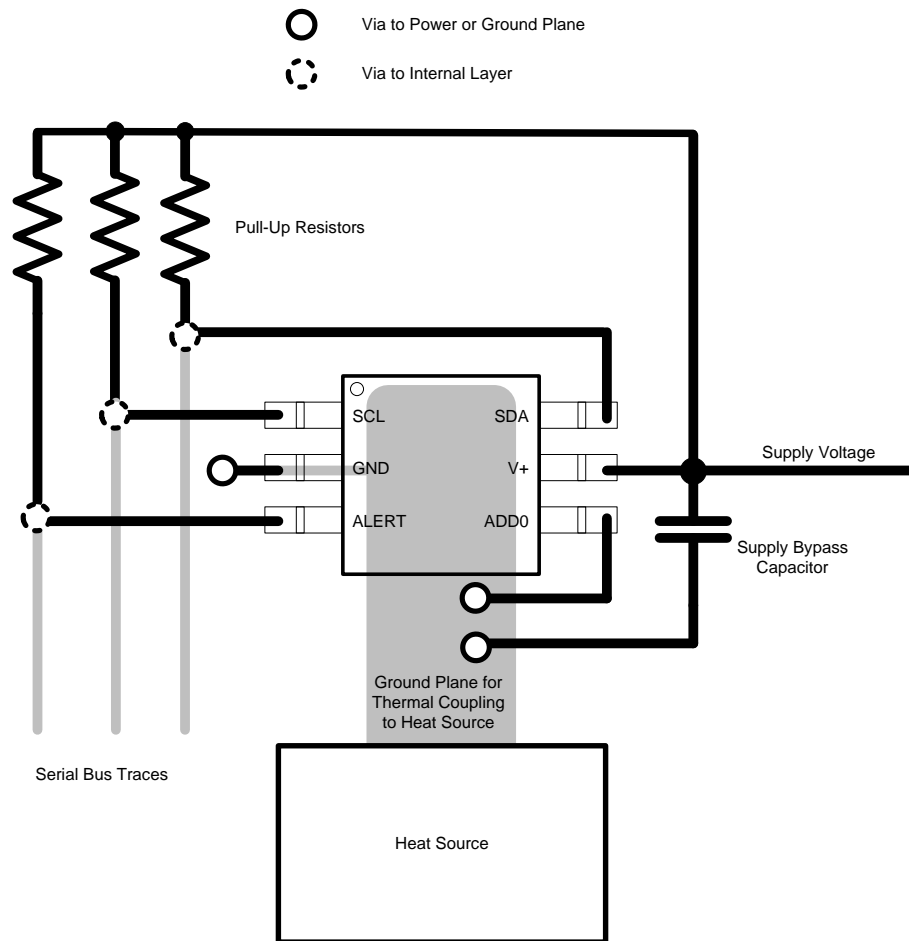 Via to Power or Ground Plane
Via to Internal Layer
Pull-Up Resistors
SCL
SDA
GND
V+
ALERT
ADD0
Supply Voltage
Supply Bypass
Capacitor
Ground Plane for
Thermal Coupling
to Heat Source
Serial Bus Traces
Heat Source